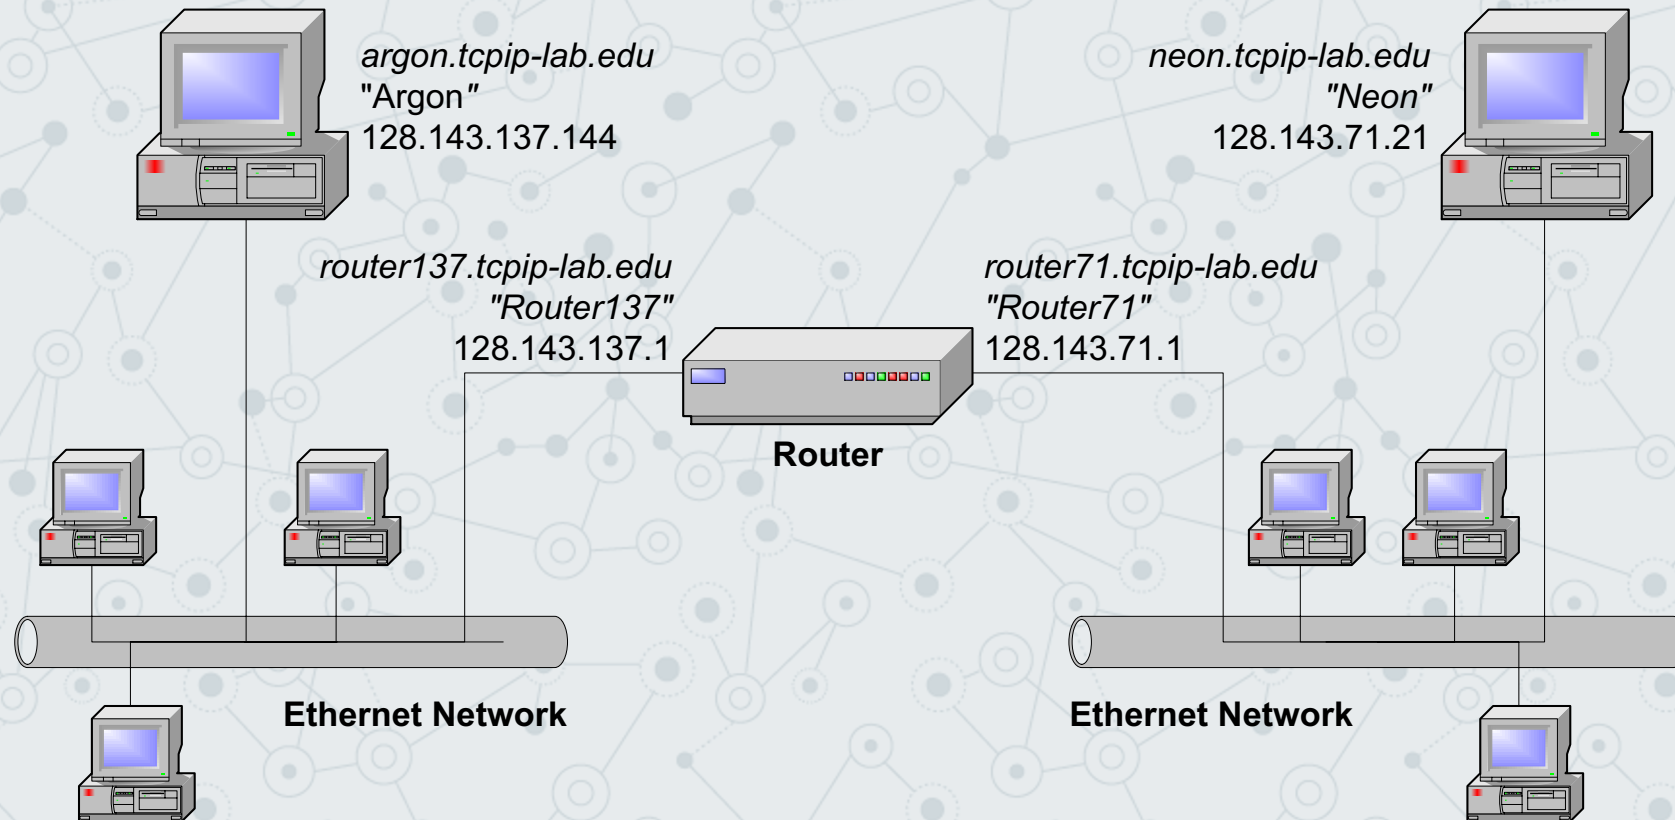 argon.tcpip-lab.edu
"Argon"
128.143.137.144
neon.tcpip-lab.edu
"Neon"
128.143.71.21
router137.tcpip-lab.edu
"Router137"
128.143.137.1
router71.tcpip-lab.edu
"Router71"
128.143.71.1
Router
Ethernet Network
Ethernet Network